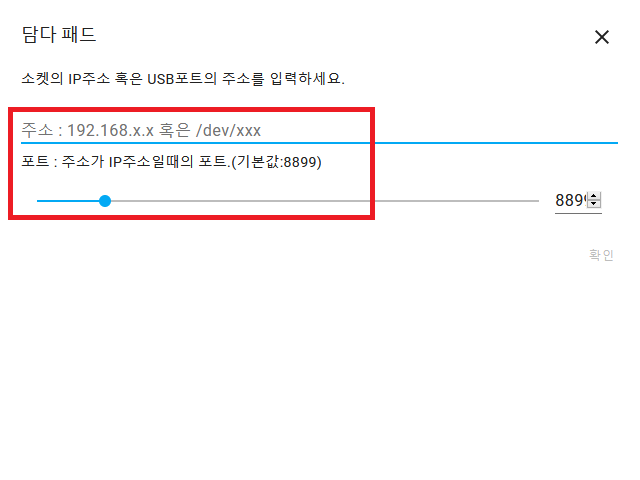 담다 패드
소켓의 IP주소 혹은 USB포트의 주소를 입력하세요.
주소 : 192.168.x.x 혹은 /dev/xxx
포트 : 주소가 IP주소일때의 포트.(기본값:8899)
8899
확인